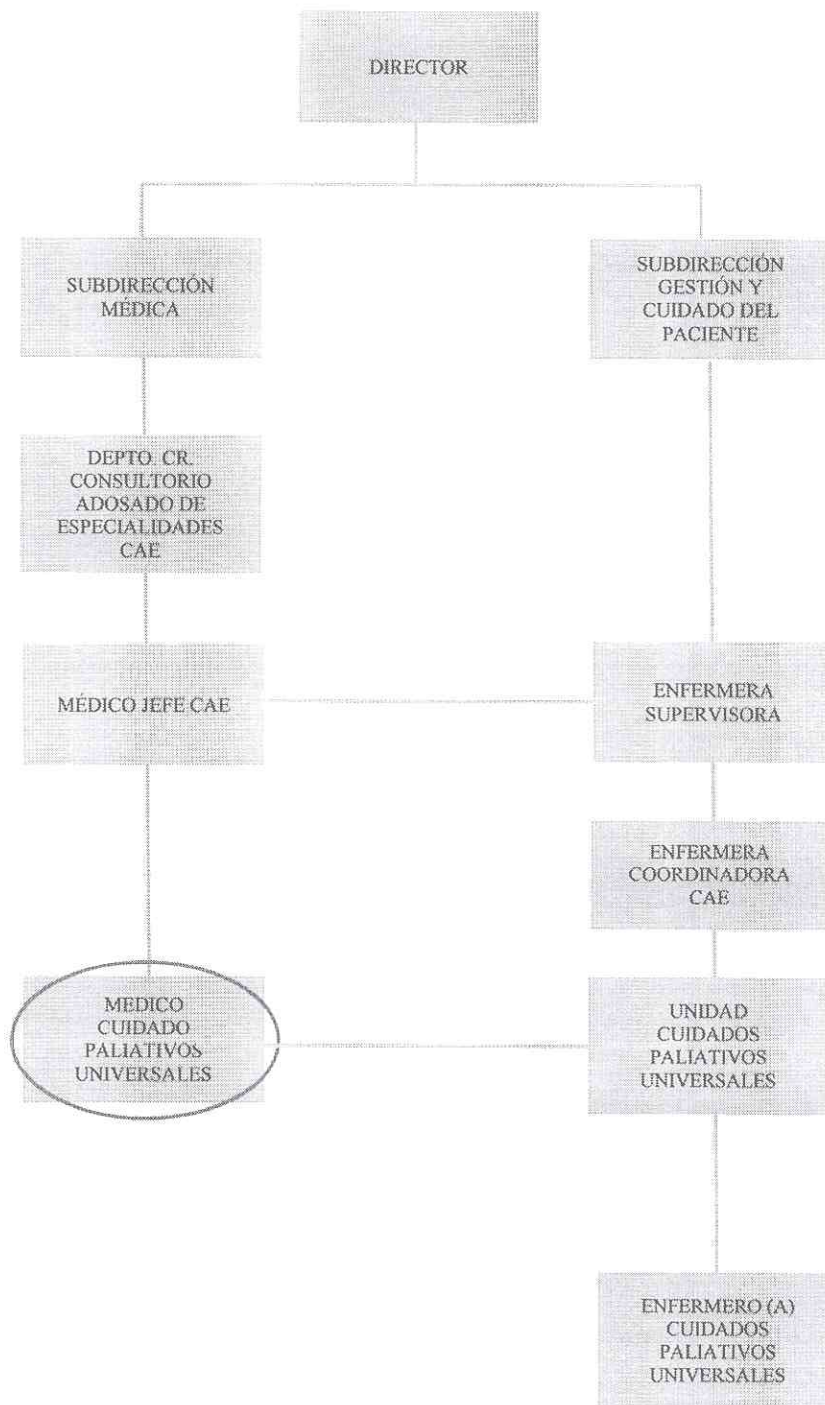 DIRECTOR
SUBDIRECCIÓN
MÉDICA
SUBDIRECCIÓN
GESTIÓN Y
CUIDADO DEL
PACIENTE
DEPTO. CR.
CONSULTORIO
ADOSADO DE
ESPECIALIDADES
CAE
MÉDICO JEFE CAE
ENFERMERA
SUPERVISORA
ENFERMERA
COORDINADORA
CAE
MEDICO
CUIDADO
PALIATIVOS
UNIVERSALES
UNIDAD
CUIDADOS
PALIATIVOS
UNIVERSALES
ENFERMERO (A)
CUIDADOS
PALIATIVOS
UNIVERSALES